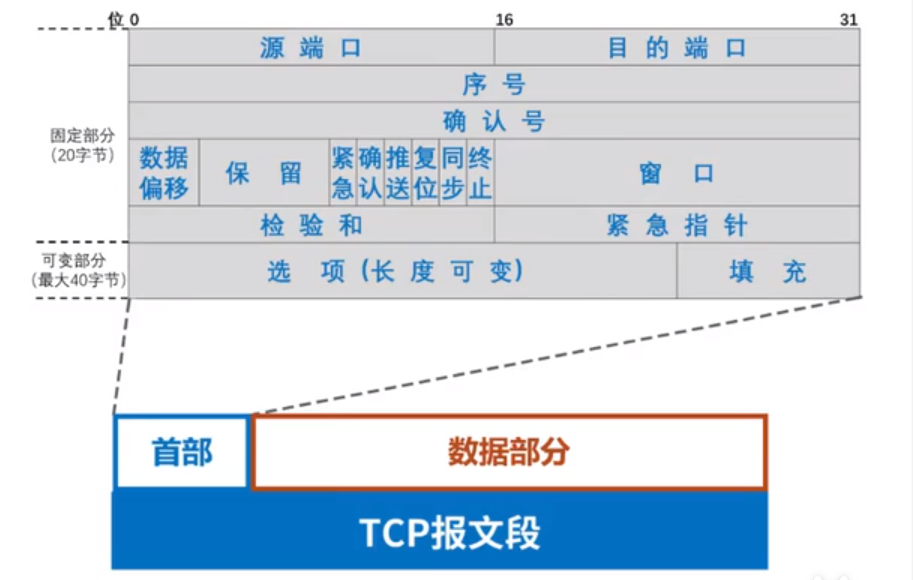 位 0 16 31
源端口 目的端口
序号
确认号
固定部分
(20字节)
数据
偏移
保留
紧急
确认
推送
复位
同步
终止
窗口
检验和 紧急指针
可变部分
(最大40字节)
选项(长度可变) 填充
首部 数据部分
TCP报文段